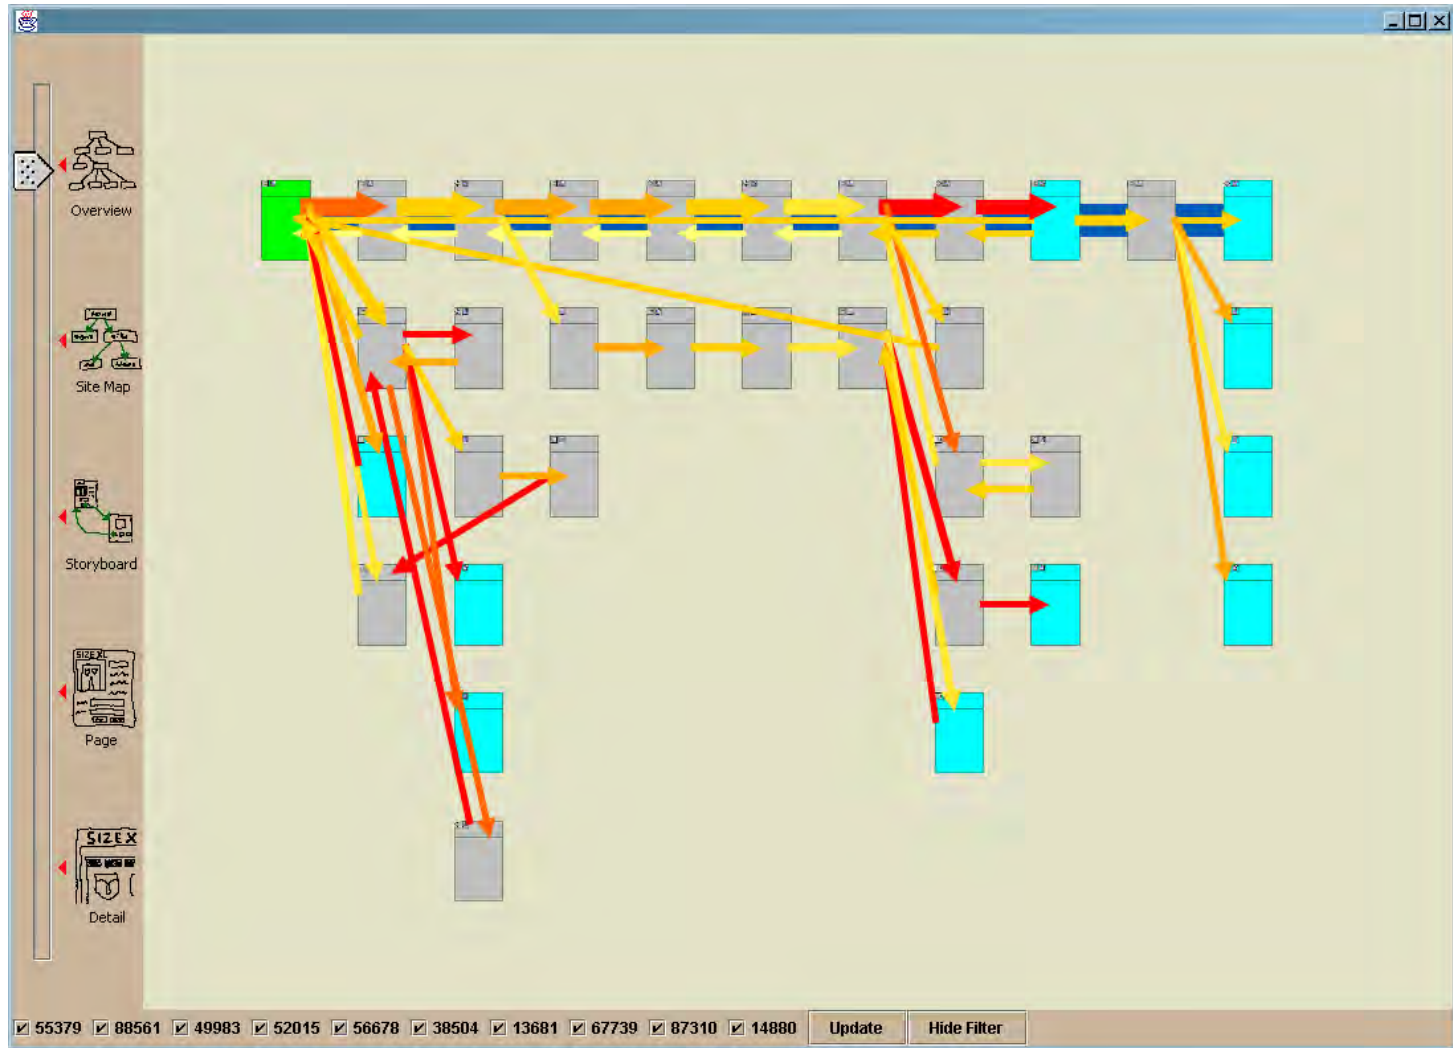 Overview
Site Map
Storyboard
SIZE XL
Page
SIZE X
Detail
55379 88561 49983 52015 56678 38504 13681 67739 87310 14880 Update Hide Filter